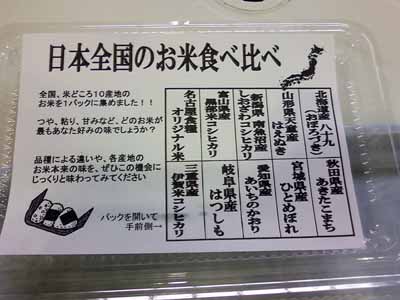 日本全国のお米食べ比べ
全国、米どころ10産地の
お米を1パックに集めました！！
つや、粘り、甘みなど、どのお米が
最もあなた好みの味でしょうか？
品種による違いや、各産地の
お米本来の味を、ぜひこの機会に
じっくりと味わってみてください
パックを開いて
手前側→
北海道産 八十九
（おぼろづき）
山形県天童産
はえぬき
新潟県 南魚沼産
しおざわコシヒカリ
富山県産
黒部米コシヒカリ
名古屋食糧
オリジナル米
秋田県産
あきたこまち
宮城県産
ひとめぼれ
愛知県産
あいちのかおり
岐阜県産
はつしも
三重県産
伊賀米コシヒカリ